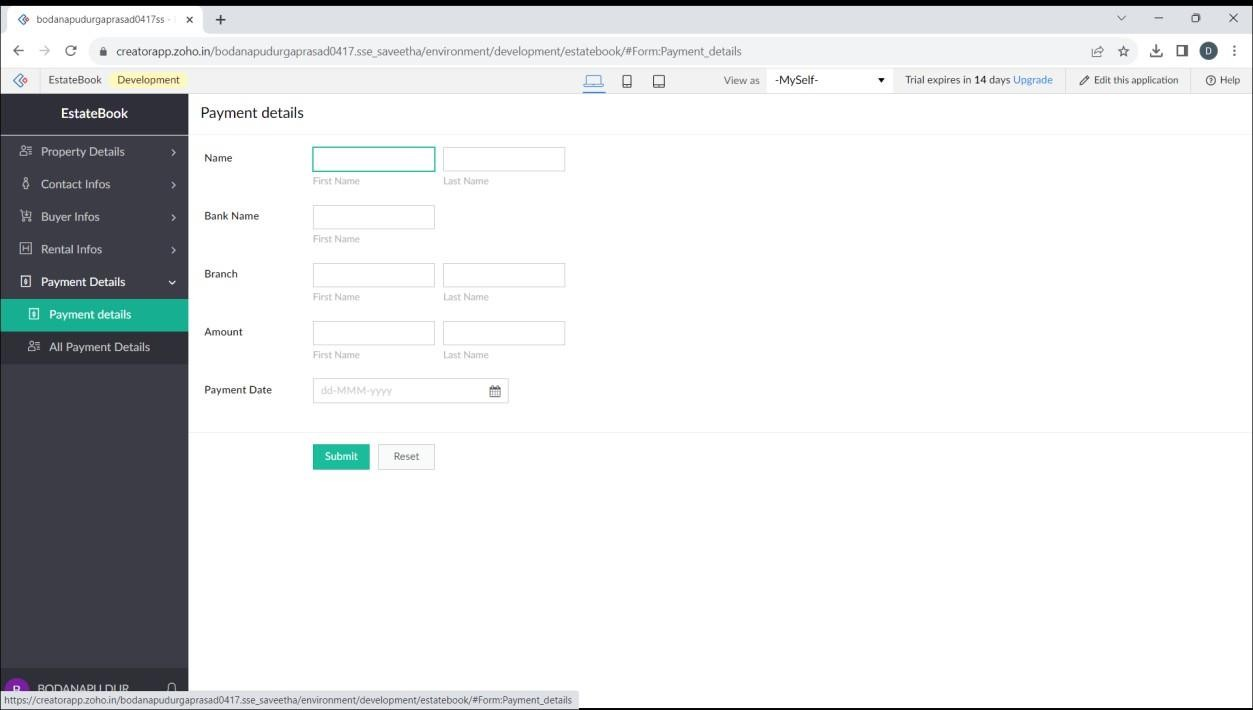 bodanapudurgaprasad0417ss -
creatorapp.zoho.in/bodanapudurgaprasad0417.sse_saveetha/environment/development/estatebook/#Form:Payment_details
D
EstateBook Development View as -MySelf- Trial expires in 14 days Upgrade Edit this application Help
EstateBook
Property Details
Contact Infos
Buyer Infos
Rental Infos
Payment Details
Payment details
All Payment Details
Payment details
Name
First Name Last Name
Bank Name
First Name
Branch
First Name Last Name
Amount
First Name Last Name
Payment Date dd-MMM-yyyy
Submit Reset
B BODANAPU DUR
https://creatorapp.zoho.in/bodanapudurgaprasad0417.sse_saveetha/environment/development/estatebook/#Form:Payment_details